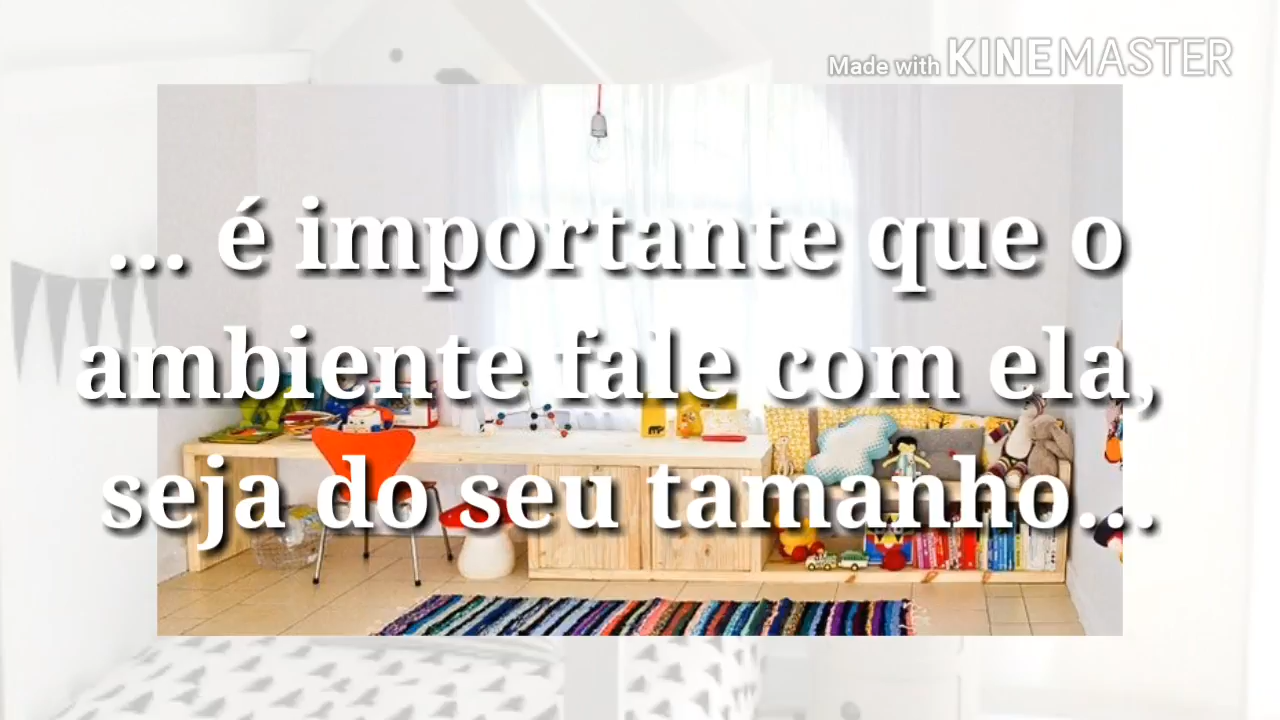 Made with KINEMASTER
... é importante que o
ambiente fale com ela,
seja do seu tamanho...